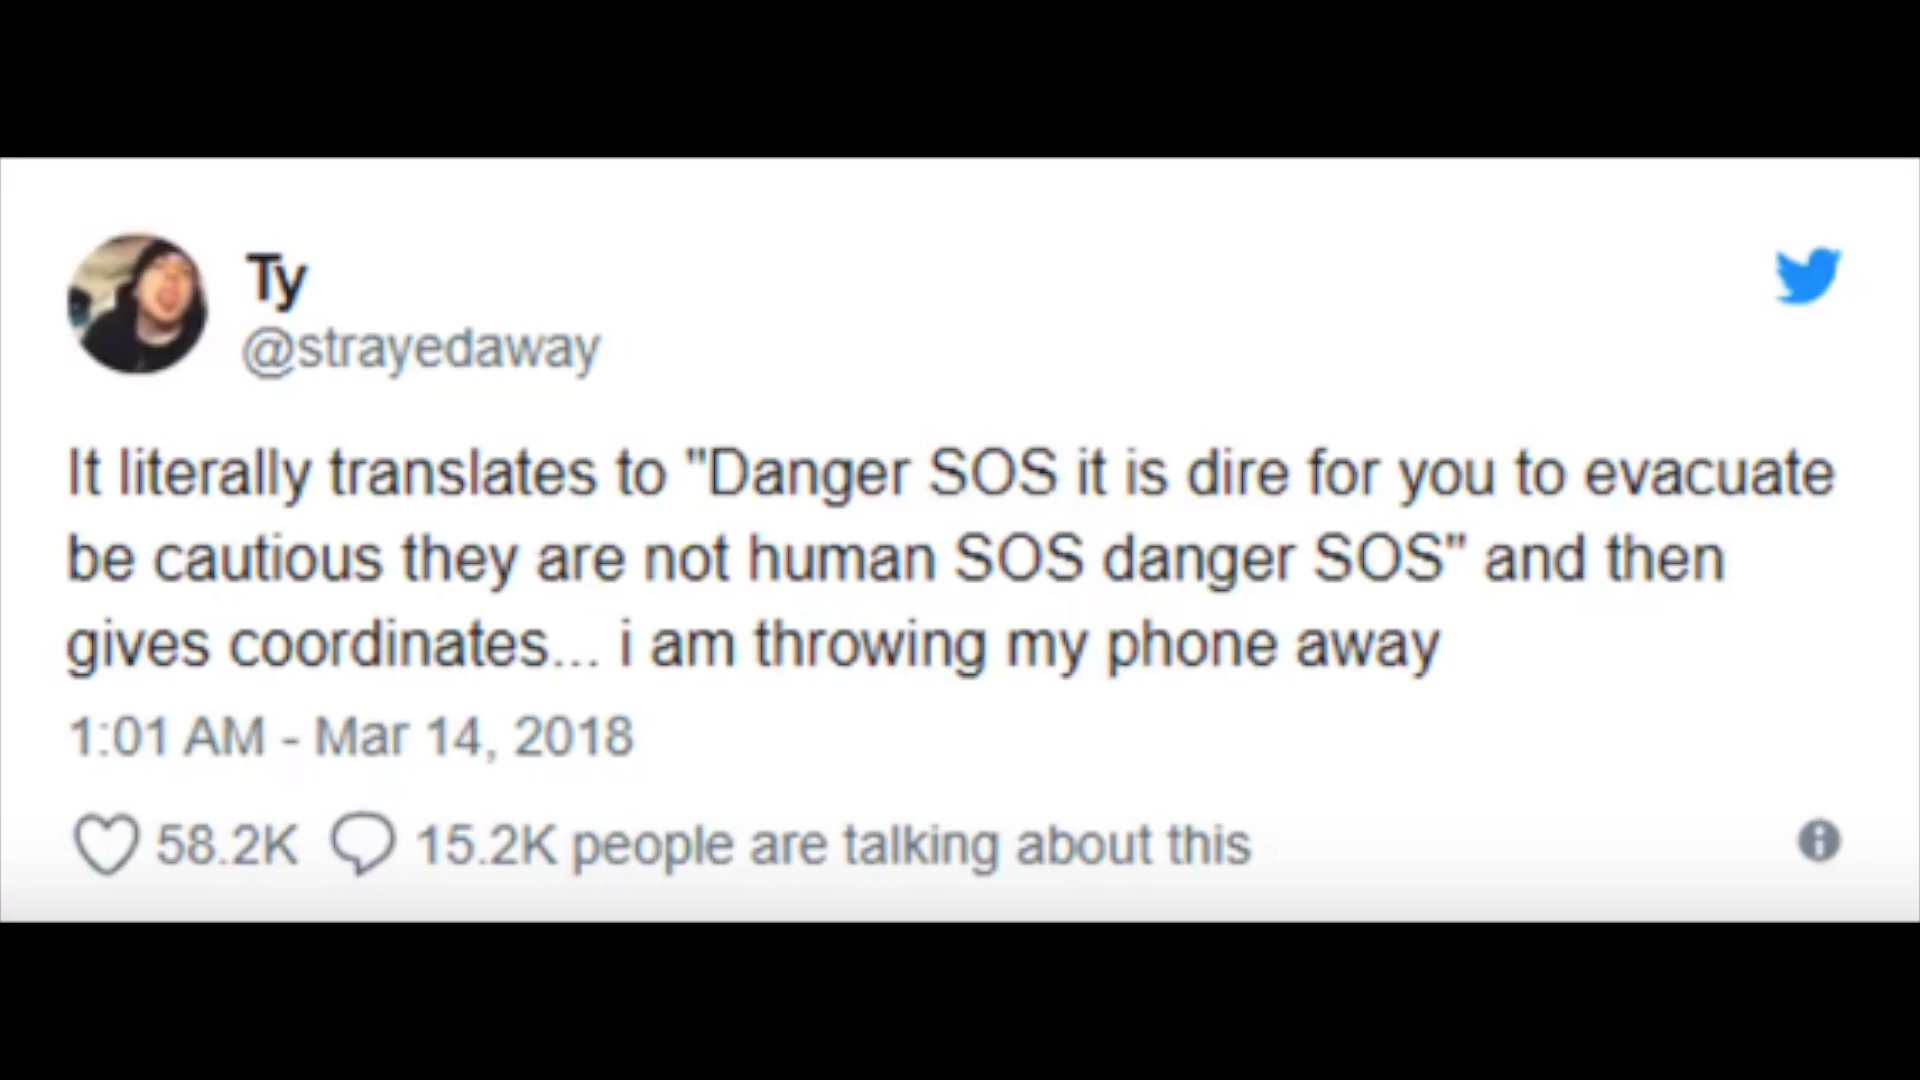 Ty
@strayedaway
It literally translates to "Danger SOS it is dire for you to evacuate
be cautious they are not human SOS danger SOS" and then
gives coordinates... i am throwing my phone away
1:01 AM - Mar 14, 2018
58.2K 15.2K people are talking about this